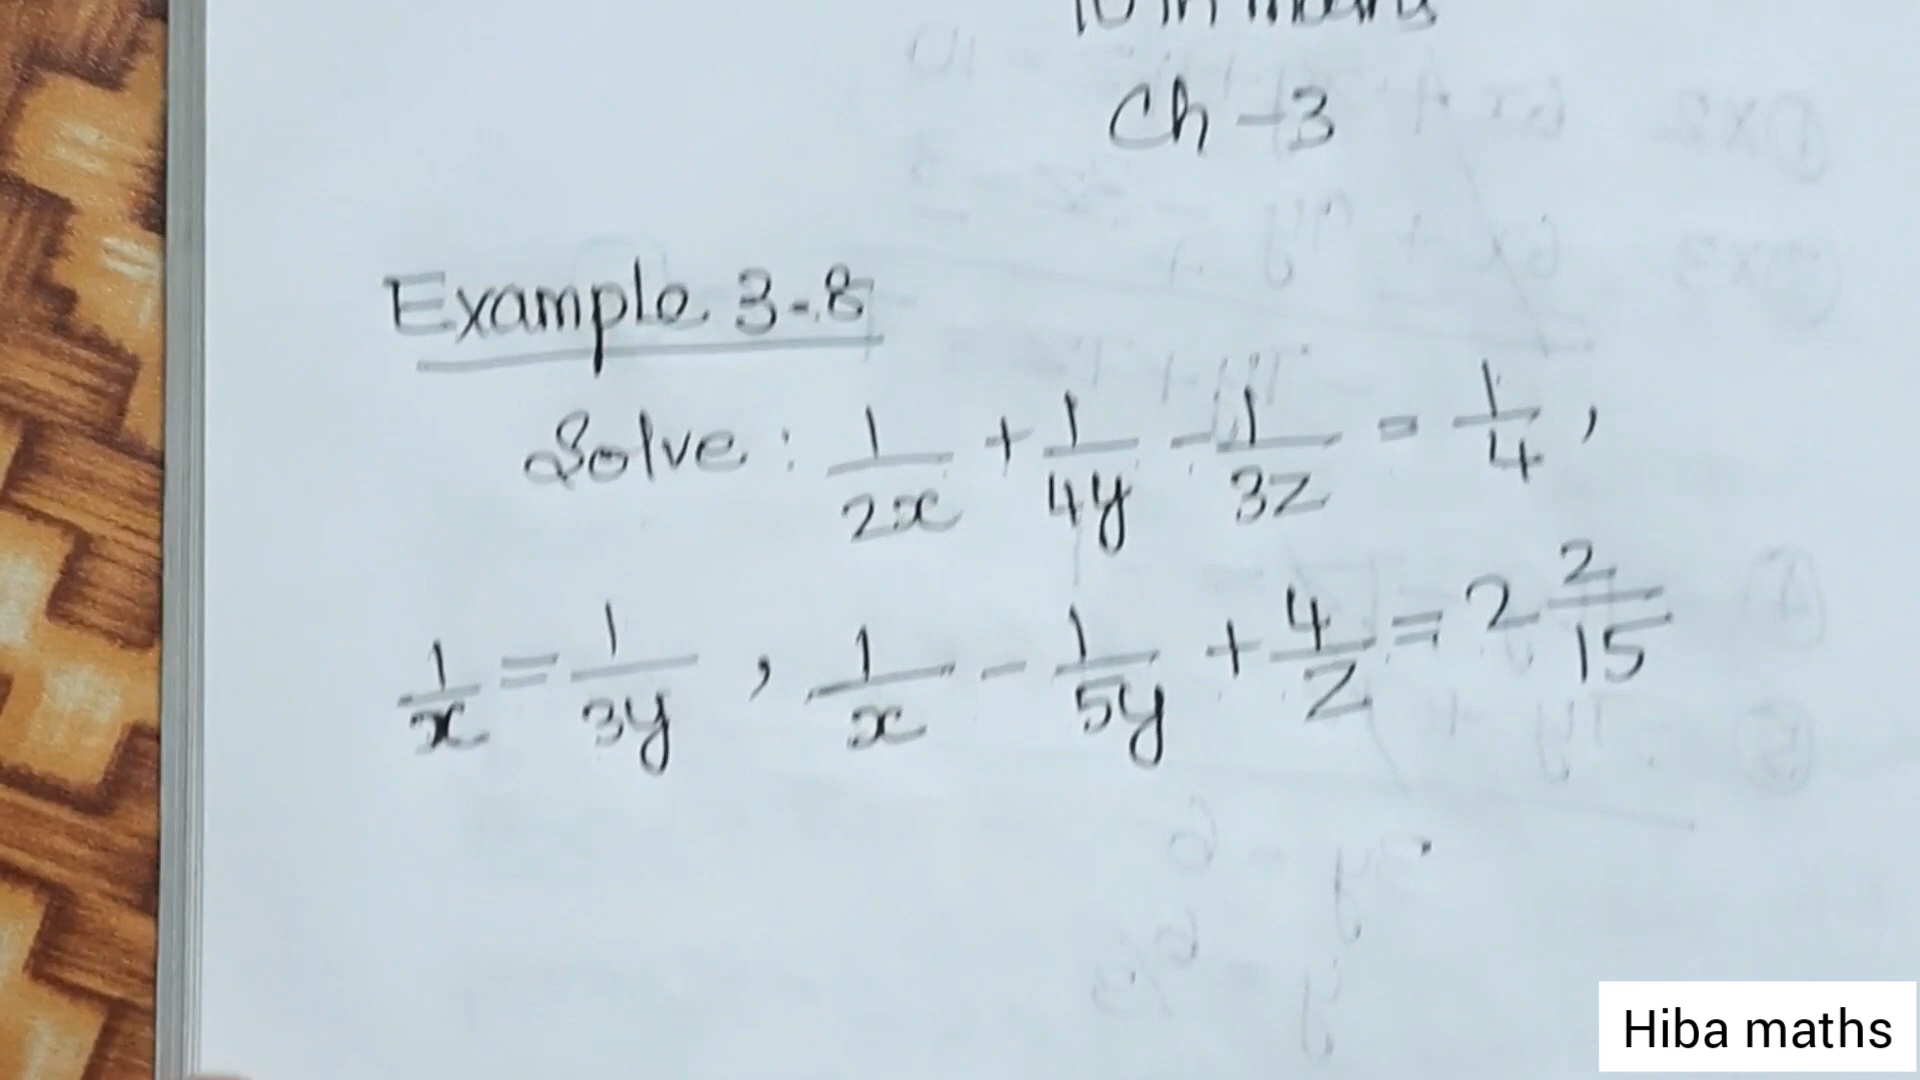 Ch - 3
Example 3.8
Solve : 1/2x + 1/4y - 1/3z = 1/4 ,
1/x = 1/3y , 1/x - 1/5y + 4/z = 2 2/15
Hiba maths